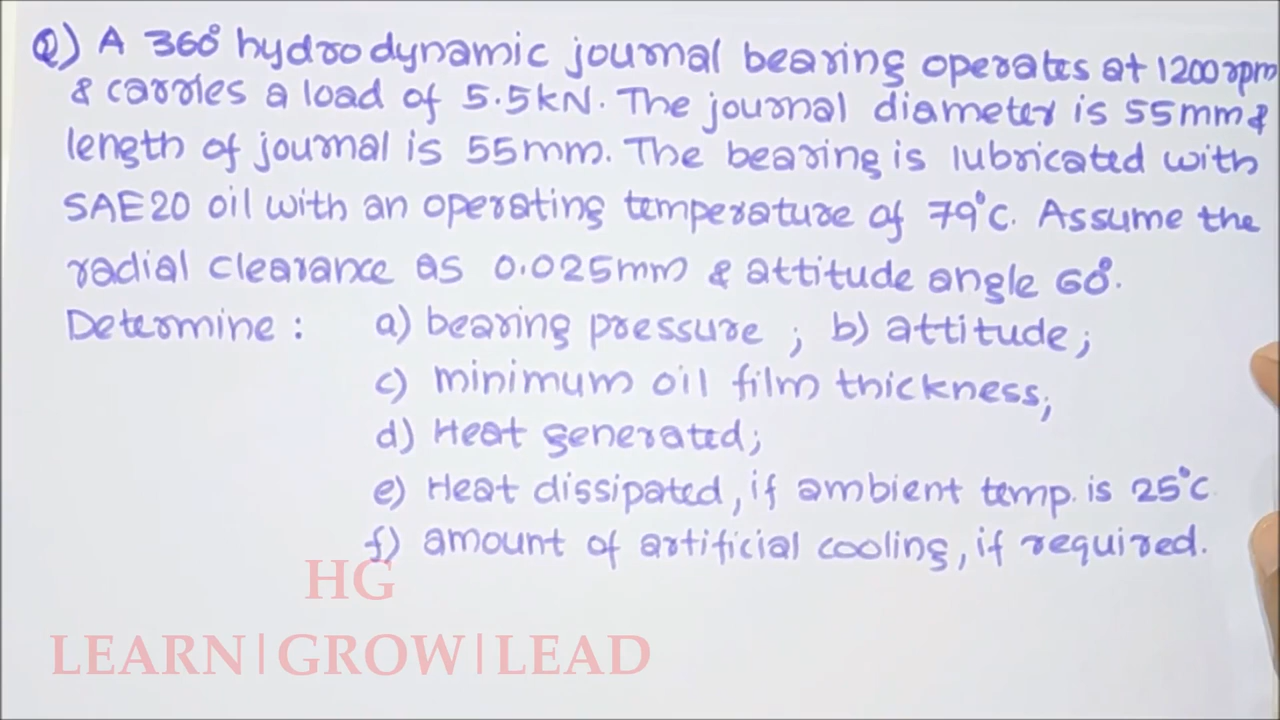 Q) A 360° hydrodynamic journal bearing operates at 1200rpm
& carries a load of 5.5kN. The journal diameter is 55mm &
length of journal is 55mm. The bearing is lubricated with
SAE20 oil with an operating temperature of 79°C. Assume the
radial clearance as 0.025mm & attitude angle 60°.
Determine : a) bearing pressure ; b) attitude;
c) minimum oil film thickness;
d) Heat generated;
e) Heat dissipated, if ambient temp. is 25°C
f) amount of artificial cooling, if required.
HG
LEARN|GROW|LEAD